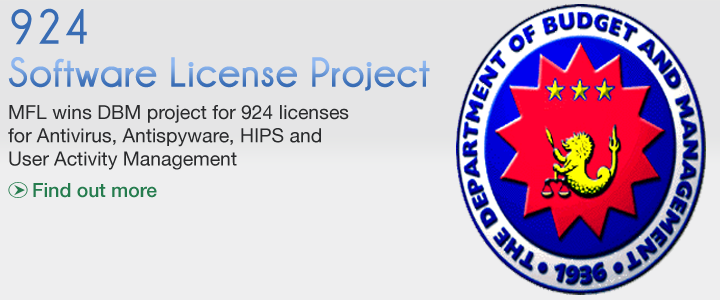 924
Software License Project
MFL wins DBM project for 924 licenses
for Antivirus, Antispyware, HIPS and
User Activity Management
Find out more
THE DEPARTMENT OF BUDGET AND MANAGEMENT
• 1936 •